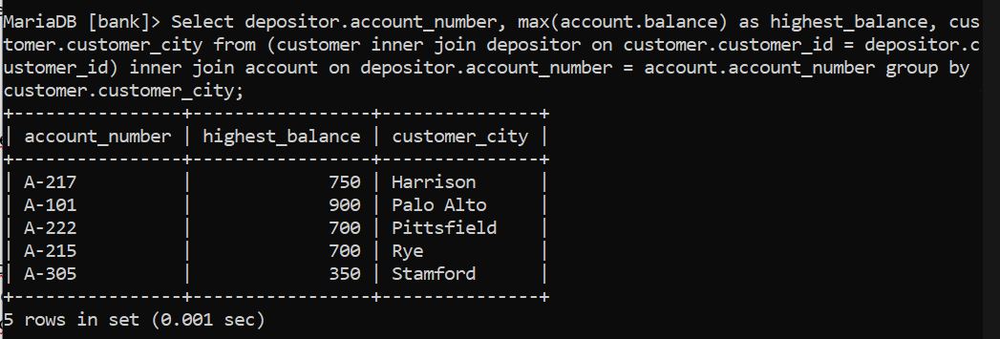 MariaDB [bank]> Select depositor.account_number, max(account.balance) as highest_balance, cus
tomer.customer_city from (customer inner join depositor on customer.customer_id = depositor.c
ustomer_id) inner join account on depositor.account_number = account.account_number group by
customer.customer_city;
+----------------+-----------------+---------------+
| account_number | highest_balance | customer_city |
+----------------+-----------------+---------------+
| A-217          |             750 | Harrison      |
| A-101          |             900 | Palo Alto     |
| A-222          |             700 | Pittsfield    |
| A-215          |             700 | Rye           |
| A-305          |             350 | Stamford      |
+----------------+-----------------+---------------+
5 rows in set (0.001 sec)